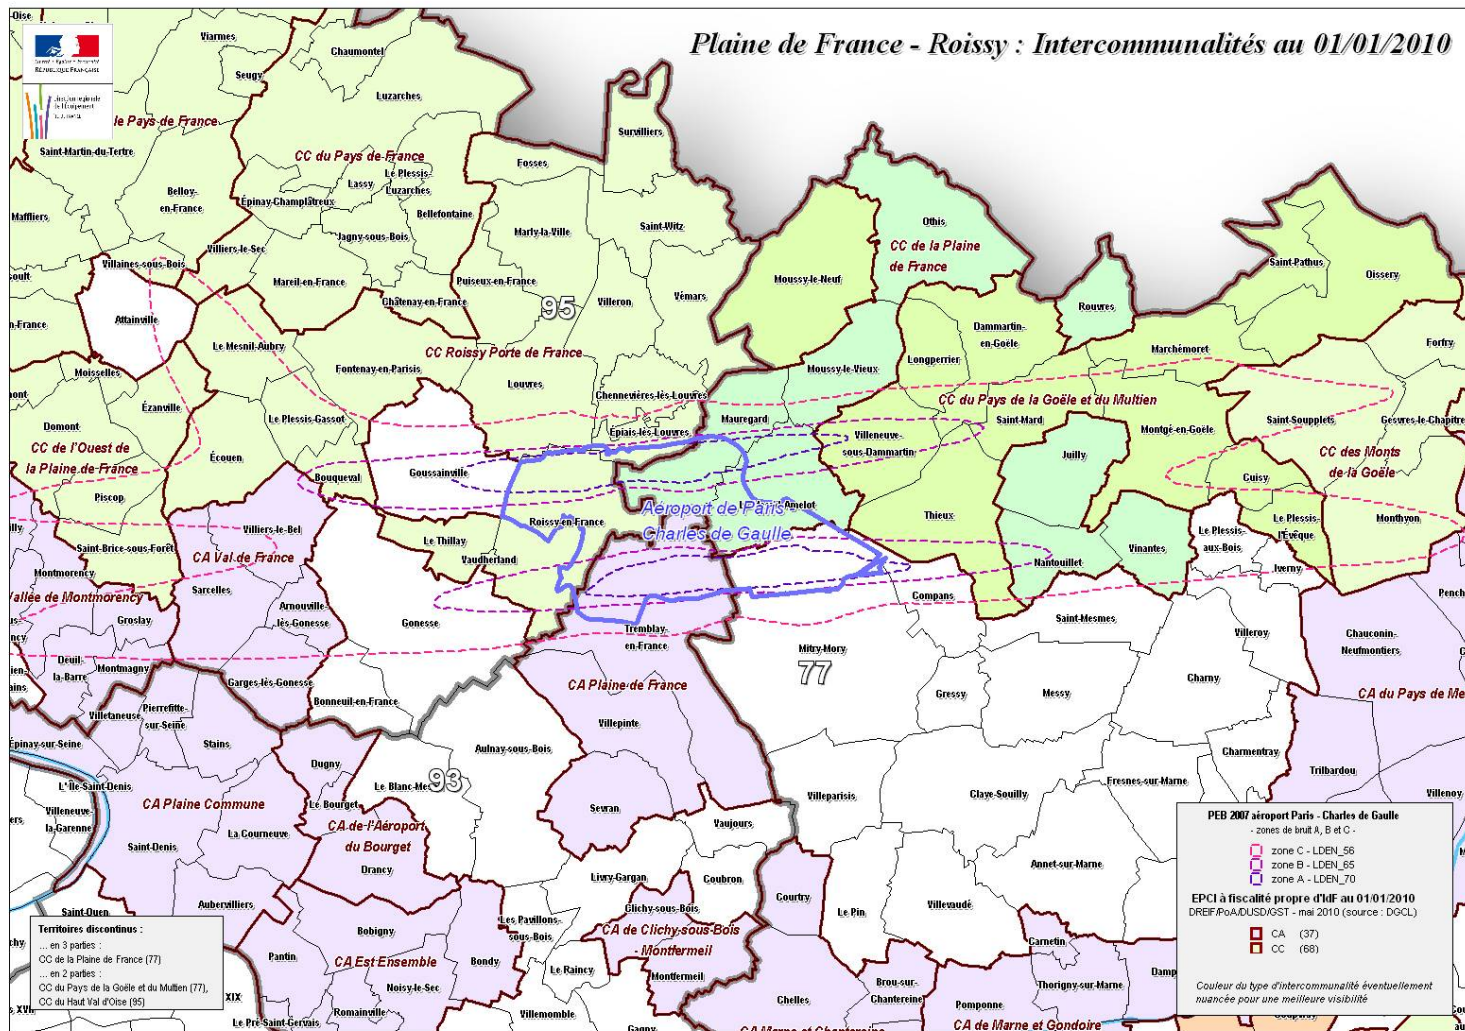 Plaine de France - Roissy : Intercommunalités au 01/01/2010
RÉPUBLIQUE FRANÇAISE
Viarmes
Chaumontel
Seugy
Luzarches
Survilliers
le Pays de France
Saint-Martin-du-Tertre
CC du Pays de France
Fosses
Lassy
Le Plessis-
Luzarches
Belloy-
en-France
Épinay-Champlâtreux
Bellefontaine
Othis
Maffliers
Villiers-le-Sec
Jagny-sous-Bois
Marly-la-Ville
Saint-Witz
CC de la Plaine
de France
Villaines-sous-Bois
Mareil-en-France
Puiseux-en-France
Villeron
Vémars
Moussy-le-Neuf
Saint-Pathus
Oissery
Châtenay-en-France
95
Rouvres
Attainville
Dammartin-
en-Goële
Le Mesnil-Aubry
CC Roissy Porte de France
Marchémoret
Forfry
Moisselles
Fontenay-en-Parisis
Louvres
Moussy-le-Vieux
Longperrier
Chennevières-lès-Louvres
CC du Pays de la Goële et du Multien
Ézanville
Le Plessis-Gassot
Mauregard
Saint-Mard
Saint-Soupplets
Gesvres-le-Chapitre
Domont
Épiais-lès-Louvres
Villeneuve-
sous-Dammartin
Montgé-en-Goële
CC de l'Ouest de
la Plaine de France
Écouen
Goussainville
Bouqueval
Juilly
CC des Monts
de la Goële
Cuisy
Piscop
Aéroport de Paris -
Charles de Gaulle
Thieux
Monthyon
Villiers-le-Bel
Roissy-en-France
Le Plessis-
l'Évêque
Le Plessis-
aux-Bois
Saint-Brice-sous-Forêt
CA Val de France
Le Thillay
Vaudherland
Vinantes
Nantouillet
Iverny
Montmorency
Vallée de Montmorency
Sarcelles
Arnouville-
lès-Gonesse
Compans
Groslay
Gonesse
Tremblay-
en-France
Saint-Mesmes
Villeroy
Chauconin-
Neufmontiers
Mitry-Mory
77
Deuil-
la-Barre
Montmagny
Garges-lès-Gonesse
CA Plaine de France
Gressy
Messy
Charny
CA du Pays de Me
Bonneuil-en-France
Villetaneuse
Pierrefitte-
sur-Seine
Villepinte
Épinay-sur-Seine
Stains
Aulnay-sous-Bois
Charmentray
Dugny
Trilbardou
L'Île-Saint-Denis
Le Blanc-Mes
93
Fresnes-sur-Marne
Villeneuve-
la-Garenne
CA Plaine Commune
Le Bourget
Sevran
Villeparisis
Claye-Souilly
Villenoy
CA de l'Aéroport
du Bourget
La Courneuve
Vaujours
Saint-Denis
Drancy
Annet-sur-Marne
Livry-Gargan
Coubron
Courtry
Aubervilliers
Clichy-sous-Bois
Le Pin
Villevaudé
Saint-Ouen
Les Pavillons-
sous-Bois
CA de Clichy-sous-Bois
- Montfermeil
Bobigny
Carnetin
Pantin
CA Est Ensemble
Bondy
Le Raincy
Montfermeil
Brou-sur-
Chantereine
Thorigny-sur-Marne
Damp
Noisy-le-Sec
Chelles
Pomponne
Romainville
Villemomble
Le Pré-Saint-Gervais
Gagny
CA Marne et Chantereine
CA de Marne et Gondoire
PEB 2007 aéroport Paris - Charles de Gaulle
- zones de bruit A, B et C -
zone C - LDEN_56
zone B - LDEN_65
zone A - LDEN_70
EPCI à fiscalité propre d'IdF au 01/01/2010
DREIF/PoA/DUSD/GST - mai 2010 (source : DGCL)
CA (37)
CC (68)
Couleur du type d'intercommunalité éventuellement
nuancée pour une meilleure visibilité
Territoires discontinus :
... en 3 parties :
CC de la Plaine de France (77)
... en 2 parties :
CC du Pays de la Goële et du Multien (77),
CC du Haut Val d'Oise (95)